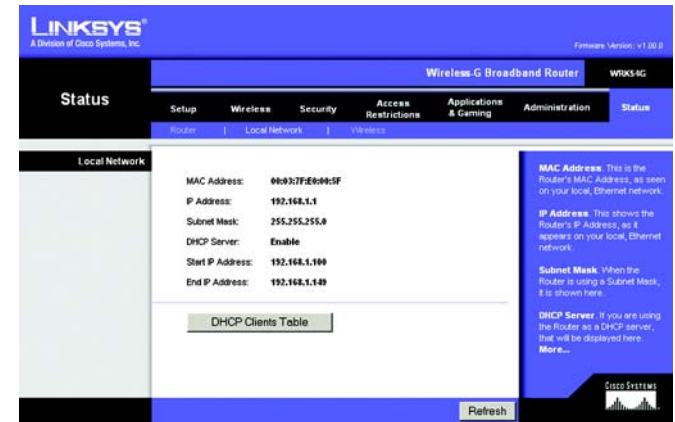 LINKSYS®
A Division of Cisco Systems, Inc.
Firmware Version: v1.00.0
Wireless-G Broadband Router WRK54G
Status
Setup Wireless Security Access Restrictions Applications & Gaming Administration Status
Router | Local Network | Wireless
Local Network
MAC Address: 00:03:7F:E0:00:5F
IP Address: 192.168.1.1
Subnet Mask: 255.255.255.0
DHCP Server: Enable
Start IP Address: 192.168.1.100
End IP Address: 192.168.1.149
DHCP Clients Table
MAC Address. This is the
Router's MAC Address, as seen
on your local, Ethernet network.
IP Address. This shows the
Router's IP Address, as it
appears on your local, Ethernet
network.
Subnet Mask. When the
Router is using a Subnet Mask,
it is shown here.
DHCP Server. If you are using
the Router as a DHCP server,
that will be displayed here.
More...
Refresh
CISCO SYSTEMS